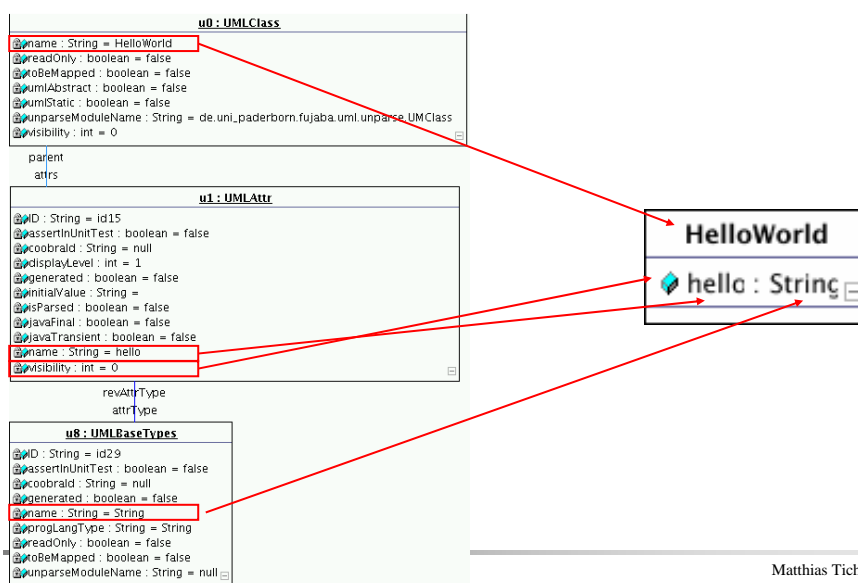 u0 : UMLClass
name : String = HelloWorld
readOnly : boolean = false
toBeMapped : boolean = false
umlAbstract : boolean = false
umlStatic : boolean = false
unparseModuleName : String = de.uni_paderborn.fujaba.uml.unparse.UMClass
visibility : int = 0
parent
attrs
u1 : UMLAttr
ID : String = id15
assertInUnitTest : boolean = false
coobraId : String = null
displayLevel : int = 1
generated : boolean = false
initialValue : String =
isParsed : boolean = false
javaFinal : boolean = false
javaTransient : boolean = false
name : String = hello
visibility : int = 0
revAttrType
attrType
u8 : UMLBaseTypes
ID : String = id29
assertInUnitTest : boolean = false
coobraId : String = null
generated : boolean = false
name : String = String
progLangType : String = String
readOnly : boolean = false
toBeMapped : boolean = false
unparseModuleName : String = null
HelloWorld
hello : String
Matthias Tich